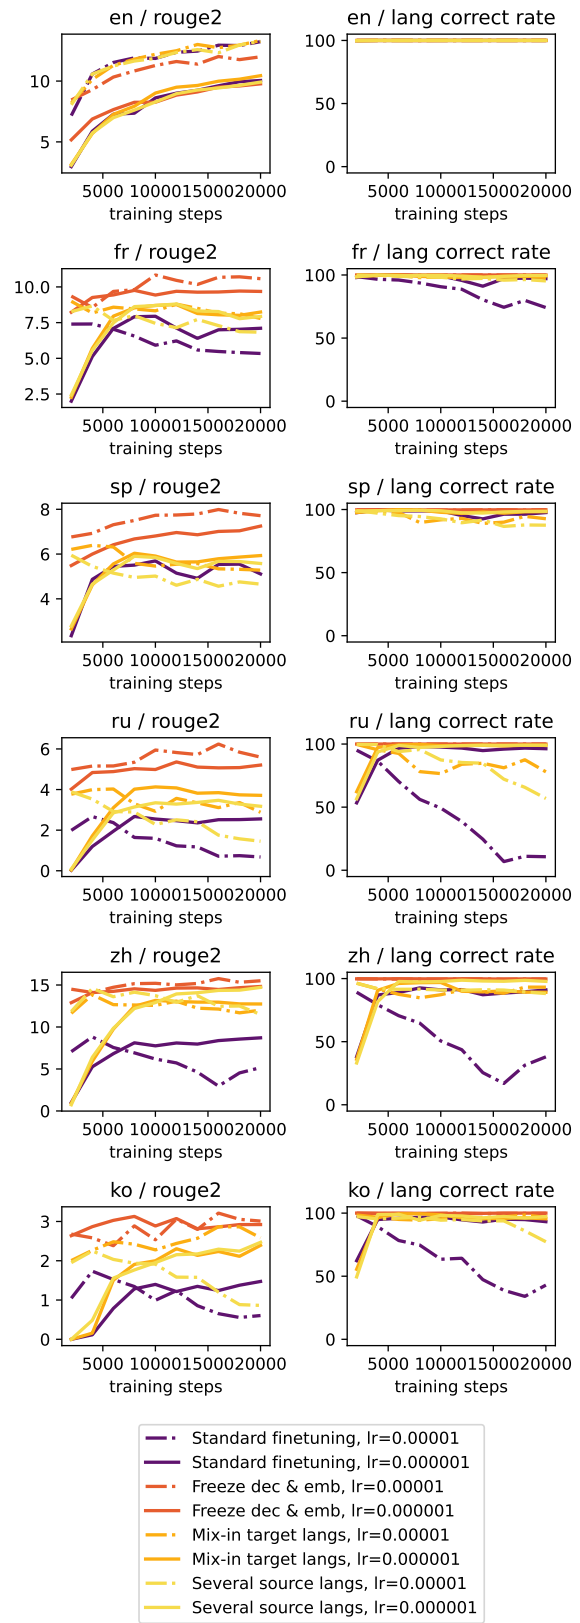 en / rouge2
en / lang correct rate
10
5
100
50
0
5000 10000 15000 20000
5000 10000 15000 20000
training steps
training steps
fr / rouge2
fr / lang correct rate
10.0
7.5
5.0
2.5
100
50
0
5000 10000 15000 20000
5000 10000 15000 20000
training steps
training steps
sp / rouge2
sp / lang correct rate
8
6
4
100
50
0
5000 10000 15000 20000
5000 10000 15000 20000
training steps
training steps
ru / rouge2
ru / lang correct rate
6
4
2
0
100
50
0
5000 10000 15000 20000
5000 10000 15000 20000
training steps
training steps
zh / rouge2
zh / lang correct rate
15
10
5
0
100
50
0
5000 10000 15000 20000
5000 10000 15000 20000
training steps
training steps
ko / rouge2
ko / lang correct rate
3
2
1
0
100
50
0
5000 10000 15000 20000
5000 10000 15000 20000
training steps
training steps
Standard finetuning, lr=0.00001
Standard finetuning, lr=0.000001
Freeze dec & emb, lr=0.00001
Freeze dec & emb, lr=0.000001
Mix-in target langs, lr=0.00001
Mix-in target langs, lr=0.000001
Several source langs, lr=0.00001
Several source langs, lr=0.000001